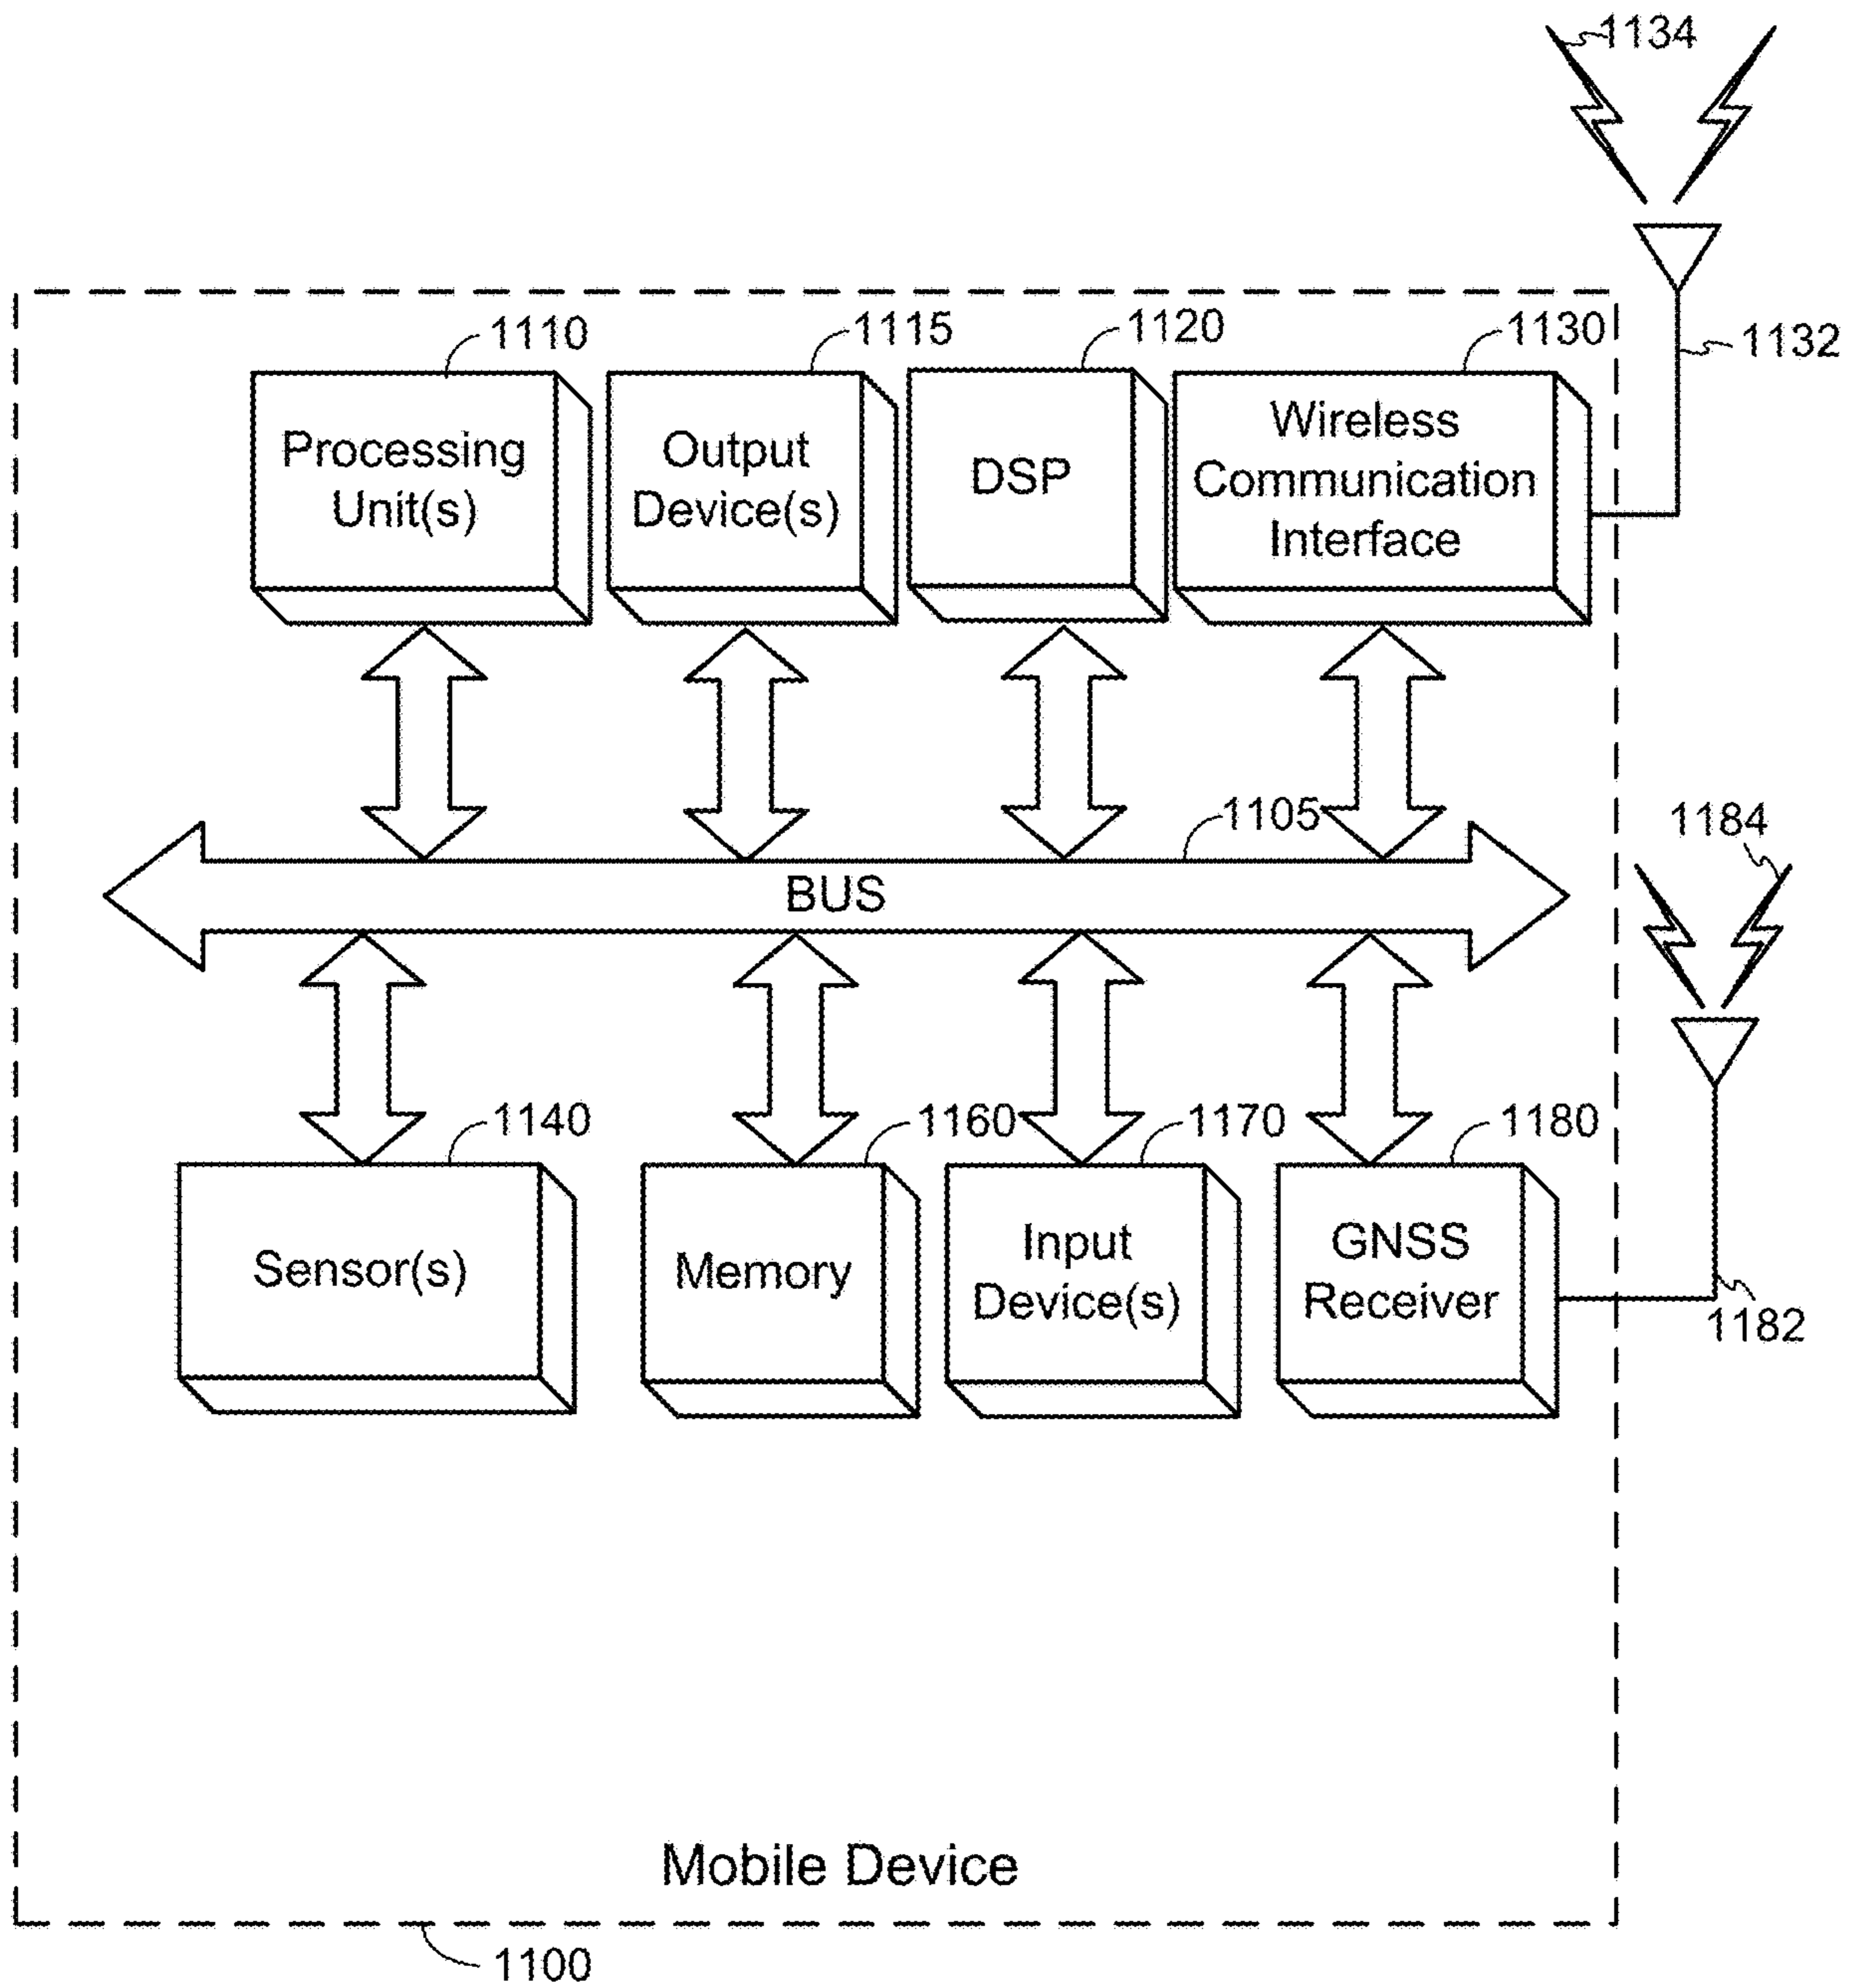 1134
1110
1115
1120
1130
1132
Processing
Unit(s)
Output
Device(s)
DSP
Wireless
Communication
Interface
1105
BUS
1184
1140
1160
1170
1180
Sensor(s)
Memory
Input
Device(s)
GNSS
Receiver
1182
Mobile Device
1100